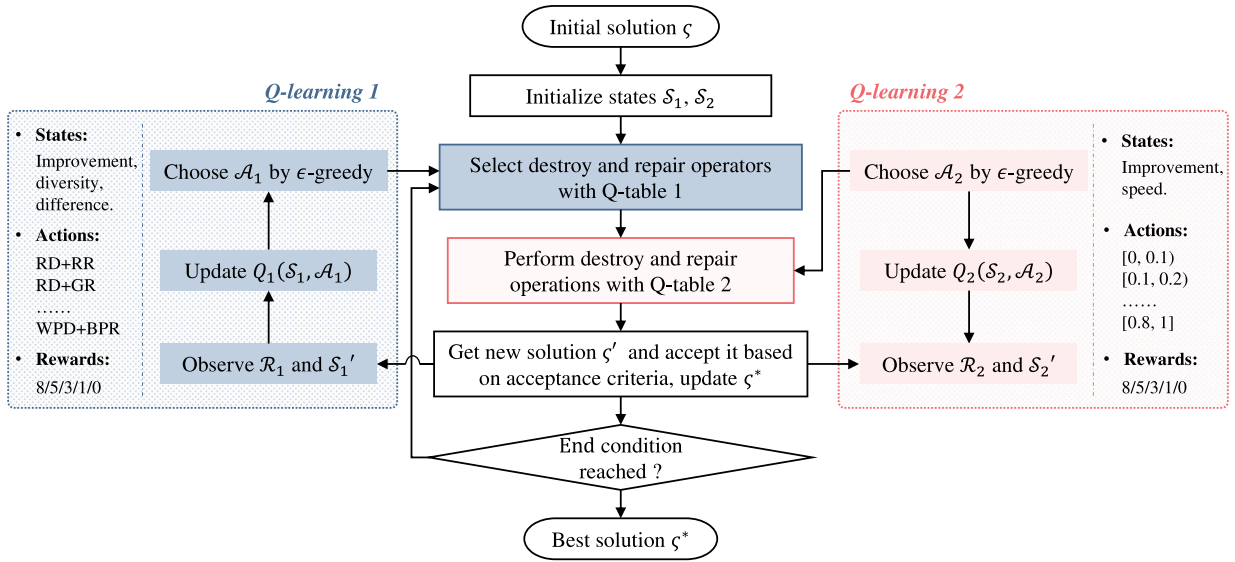 Initial solution ς
Initialize states 𝒮₁, 𝒮₂
Q-learning 1
• States:
Improvement,
diversity,
difference.
• Actions:
RD+RR
RD+GR
……
WPD+BPR
• Rewards:
8/5/3/1/0
Choose 𝒜₁ by ϵ-greedy
Update Q₁(𝒮₁, 𝒜₁)
Observe ℛ₁ and 𝒮₁′
Select destroy and repair operators
with Q-table 1
Perform destroy and repair
operations with Q-table 2
Get new solution ς′ and accept it based
on acceptance criteria, update ς*
End condition
reached ?
Best solution ς*
Q-learning 2
Choose 𝒜₂ by ϵ-greedy
Update Q₂(𝒮₂, 𝒜₂)
Observe ℛ₂ and 𝒮₂′
• States:
Improvement,
speed.
• Actions:
[0, 0.1)
[0.1, 0.2)
……
[0.8, 1]
• Rewards:
8/5/3/1/0